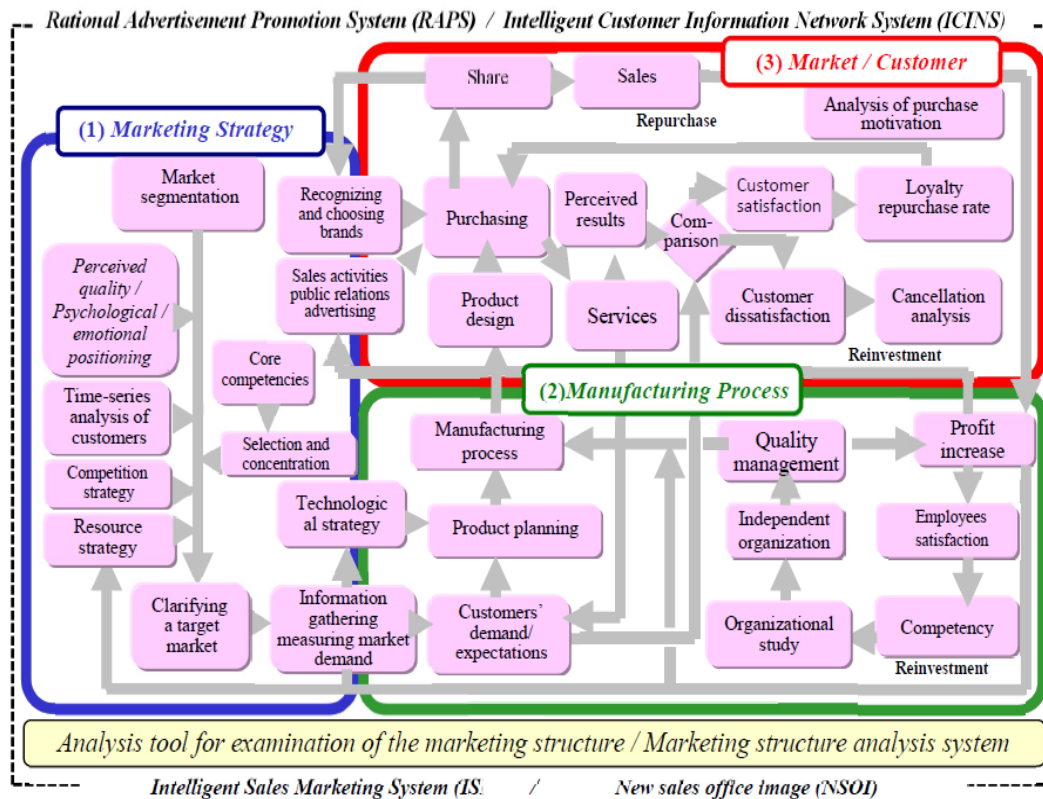 Rational Advertisement Promotion System (RAPS) / Intelligent Customer Information Network System (ICINS)
(3) Market / Customer
Share
Sales
Repurchase
Analysis of purchase
motivation
(1) Marketing Strategy
Market
segmentation
Recognizing
and choosing
brands
Purchasing
Perceived
results
Com-
parison
Customer
satisfaction
Loyalty
repurchase rate
Perceived
quality /
Psychological /
emotional
positioning
Sales activities
public relations
advertising
Product
design
Services
Customer
dissatisfaction
Cancellation
analysis
Reinvestment
Core
competencies
(2)Manufacturing Process
Time-series
analysis of
customers
Selection and
concentration
Manufacturing
process
Quality
management
Profit
increase
Competition
strategy
Resource
strategy
Technologic
al strategy
Product planning
Independent
organization
Employees
satisfaction
Clarifying
a target
market
Information
gathering
measuring market
demand
Customers'
demand/
expectations
Organizational
study
Competency
Reinvestment
Analysis tool for examination of the marketing structure / Marketing structure analysis system
Intelligent Sales Marketing System (IS. / New sales office image (NSOI)